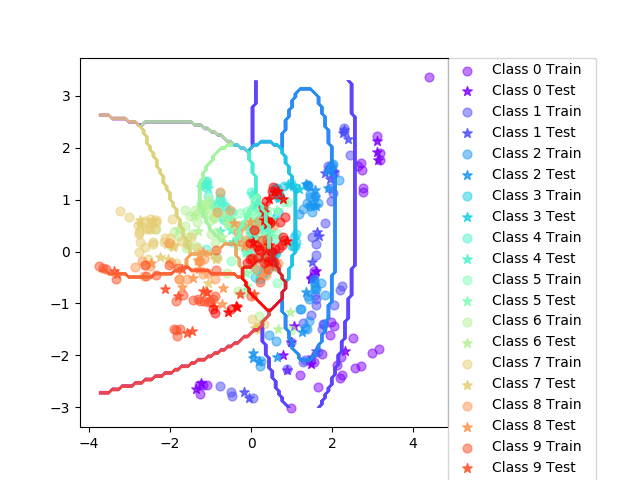 3
2
1
0
−1
−2
−3
−4
−2
0
2
4
Class 0 Train
Class 0 Test
Class 1 Train
Class 1 Test
Class 2 Train
Class 2 Test
Class 3 Train
Class 3 Test
Class 4 Train
Class 4 Test
Class 5 Train
Class 5 Test
Class 6 Train
Class 6 Test
Class 7 Train
Class 7 Test
Class 8 Train
Class 8 Test
Class 9 Train
Class 9 Test